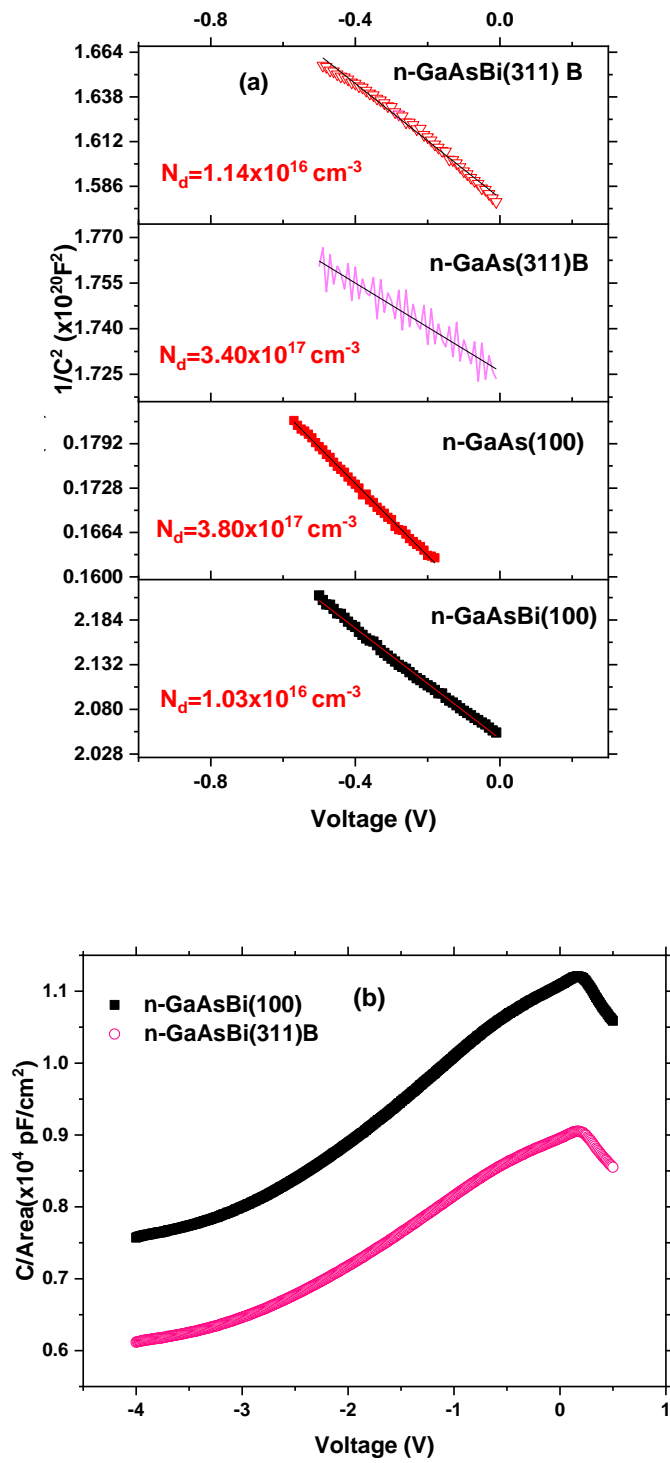 -0.8 -0.4 0.0
1.664
1.638
1.612
1.586
(a)
n-GaAsBi(311) B
N_d=1.14x10^16 cm^-3
1.770
1.755
1.740
1.725
n-GaAs(311)B
N_d=3.40x10^17 cm^-3
1/C^2 (x10^20F^2)
0.1792
0.1728
0.1664
0.1600
n-GaAs(100)
N_d=3.80x10^17 cm^-3
2.184
2.132
2.080
2.028
n-GaAsBi(100)
N_d=1.03x10^16 cm^-3
-0.8 -0.4 0.0
Voltage (V)
(b)
n-GaAsBi(100)
n-GaAsBi(311)B
1.1
1.0
0.9
0.8
0.7
0.6
C/Area(x10^4 pF/cm^2)
-4 -3 -2 -1 0 1
Voltage (V)